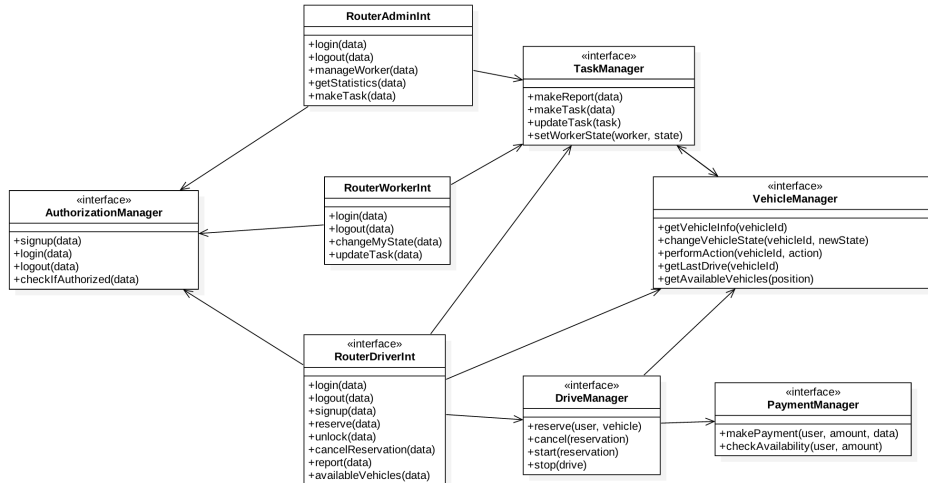 RouterAdminInt
+login(data)
+logout(data)
+manageWorker(data)
+getStatistics(data)
+makeTask(data)
«interface»
TaskManager
+makeReport(data)
+makeTask(data)
+updateTask(task)
+setWorkerState(worker, state)
«interface»
AuthorizationManager
+signup(data)
+login(data)
+logout(data)
+checkIfAuthorized(data)
RouterWorkerInt
+login(data)
+logout(data)
+changeMyState(data)
+updateTask(data)
«interface»
VehicleManager
+getVehicleInfo(vehicleId)
+changeVehicleState(vehicleId, newState)
+performAction(vehicleId, action)
+getLastDrive(vehicleId)
+getAvailableVehicles(position)
«interface»
RouterDriverInt
+login(data)
+logout(data)
+signup(data)
+reserve(data)
+unlock(data)
+cancelReservation(data)
+report(data)
+availableVehicles(data)
«interface»
DriveManager
+reserve(user, vehicle)
+cancel(reservation)
+start(reservation)
+stop(drive)
«interface»
PaymentManager
+makePayment(user, amount, data)
+checkAvailability(user, amount)